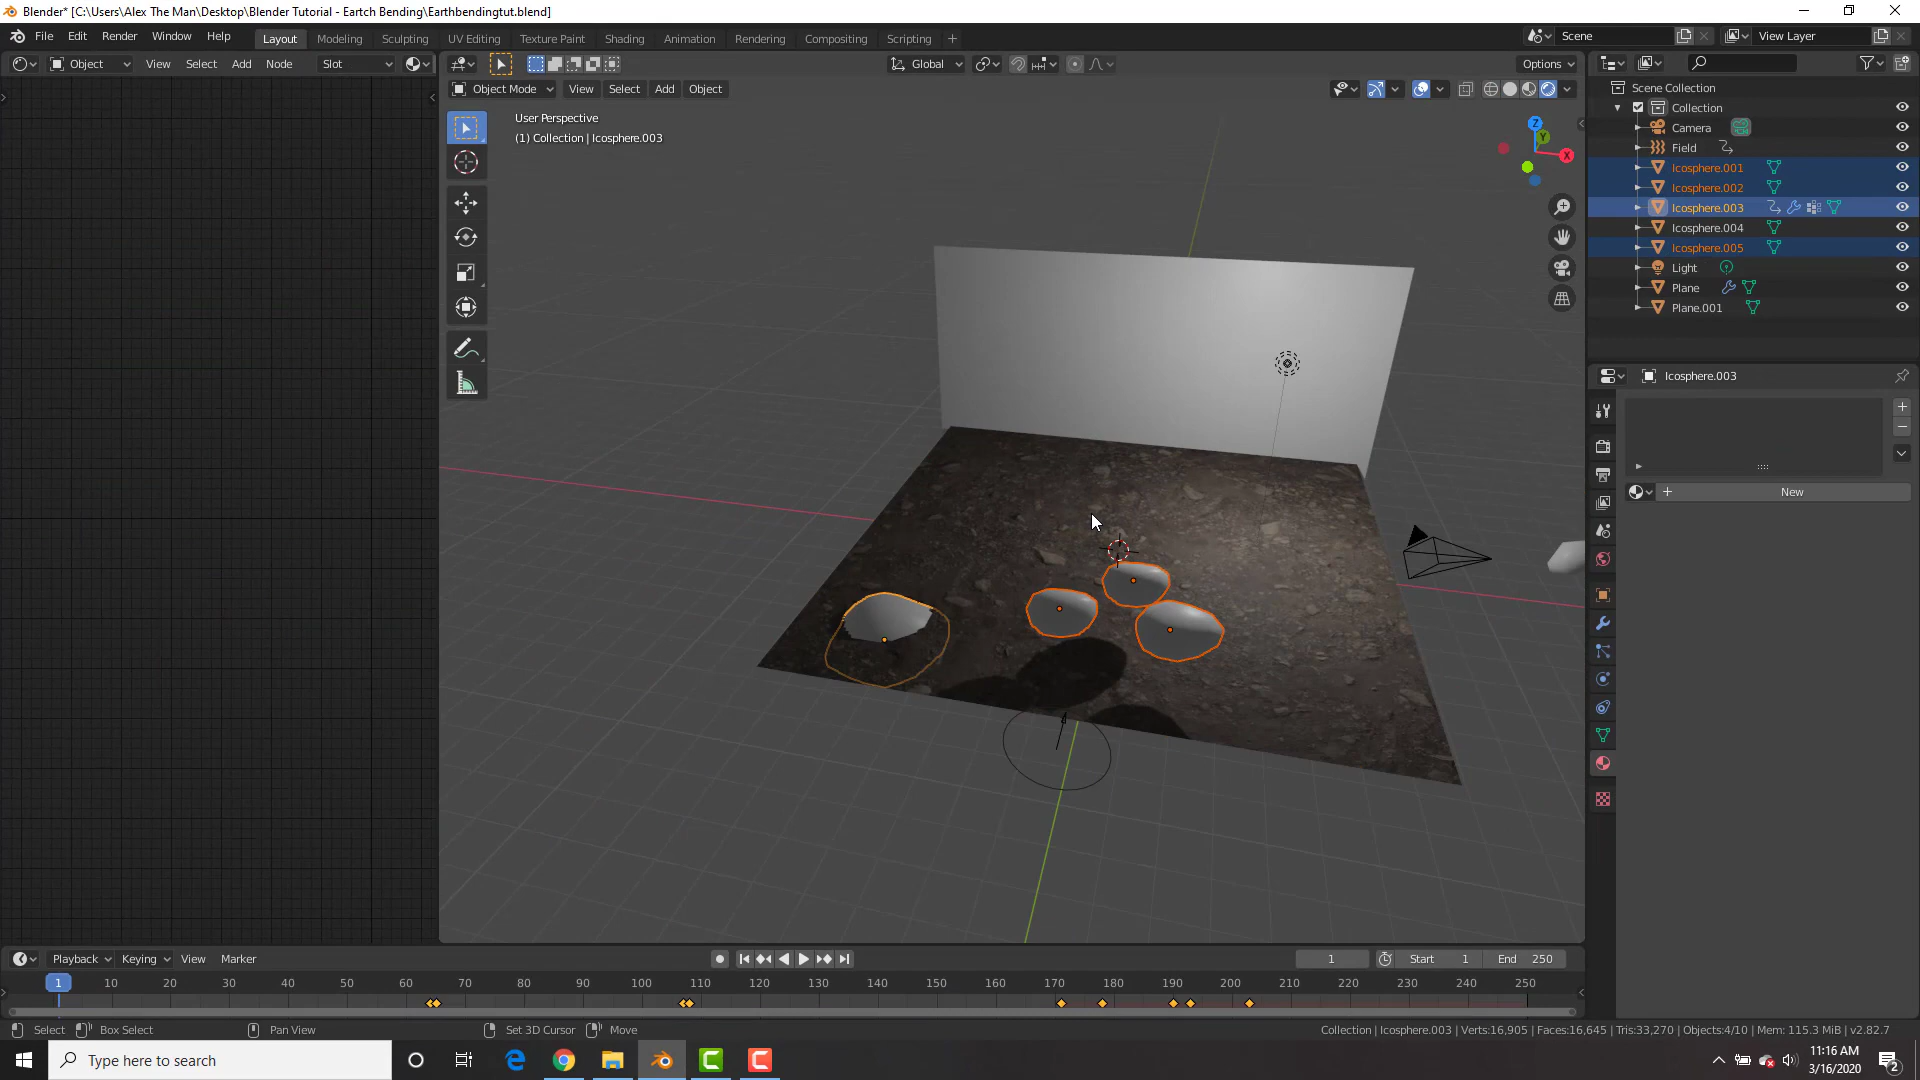 Blender* [C:\Users\Alex The Man\Desktop\Blender Tutorial - Eartch Bending\Earthbendingtut.blend]
File Edit Render Window Help Layout Modeling Sculpting UV Editing Texture Paint Shading Animation Rendering Compositing Scripting + Scene View Layer
Object View Select Add Node Slot Global Options
Object Mode View Select Add Object
User Perspective
(1) Collection | Icosphere.003
Z
Y
X
Scene Collection
Collection
Camera
Field
Icosphere.001
Icosphere.002
Icosphere.003
Icosphere.004
Icosphere.005
Light
Plane
Plane.001
Icosphere.003
New
Playback Keying View Marker 1 Start 1 End 250
1 10 20 30 40 50 60 70 80 90 100 110 120 130 140 150 160 170 180 190 200 210 220 230 240 250
Select Box Select Pan View Set 3D Cursor Move Collection | Icosphere.003 | Verts:16,905 | Faces:16,645 | Tris:33,270 | Objects:4/10 | Mem: 115.3 MiB | v2.82.7
Type here to search
11:16 AM
3/16/2020
2